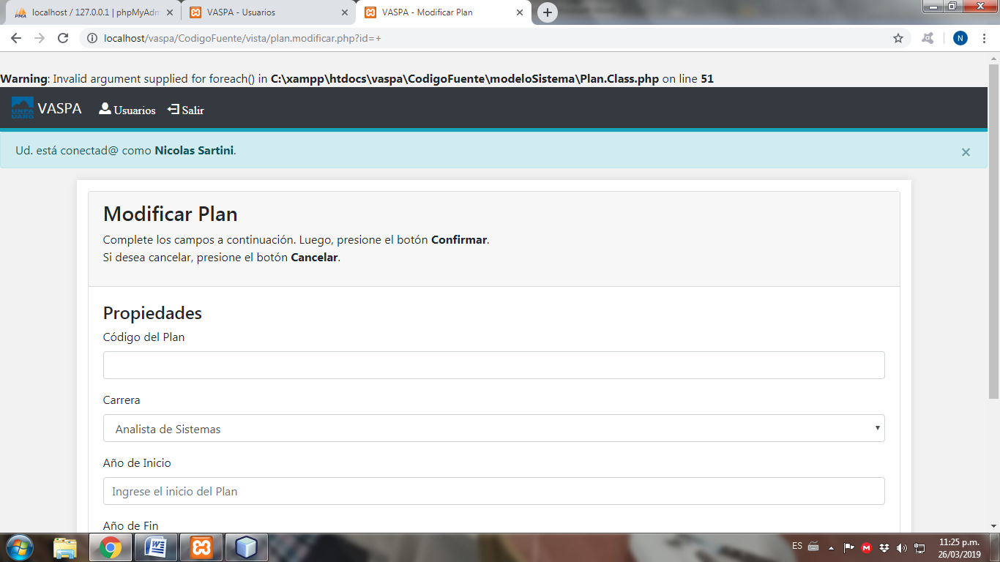 localhost / 127.0.0.1 | phpMyAdm
VASPA - Usuarios
VASPA - Modificar Plan
localhost/vaspa/CodigoFuente/vista/plan.modificar.php?id=+
N
Warning: Invalid argument supplied for foreach() in C:\xampp\htdocs\vaspa\CodigoFuente\modeloSistema\Plan.Class.php on line 51
UNPA
UARG
VASPA
Usuarios
Salir
Ud. está conectad@ como Nicolas Sartini.
×
Modificar Plan
Complete los campos a continuación. Luego, presione el botón Confirmar.
Si desea cancelar, presione el botón Cancelar.
Propiedades
Código del Plan
Carrera
Analista de Sistemas
Año de Inicio
Ingrese el inicio del Plan
Año de Fin
ES
11:25 p.m.
26/03/2019